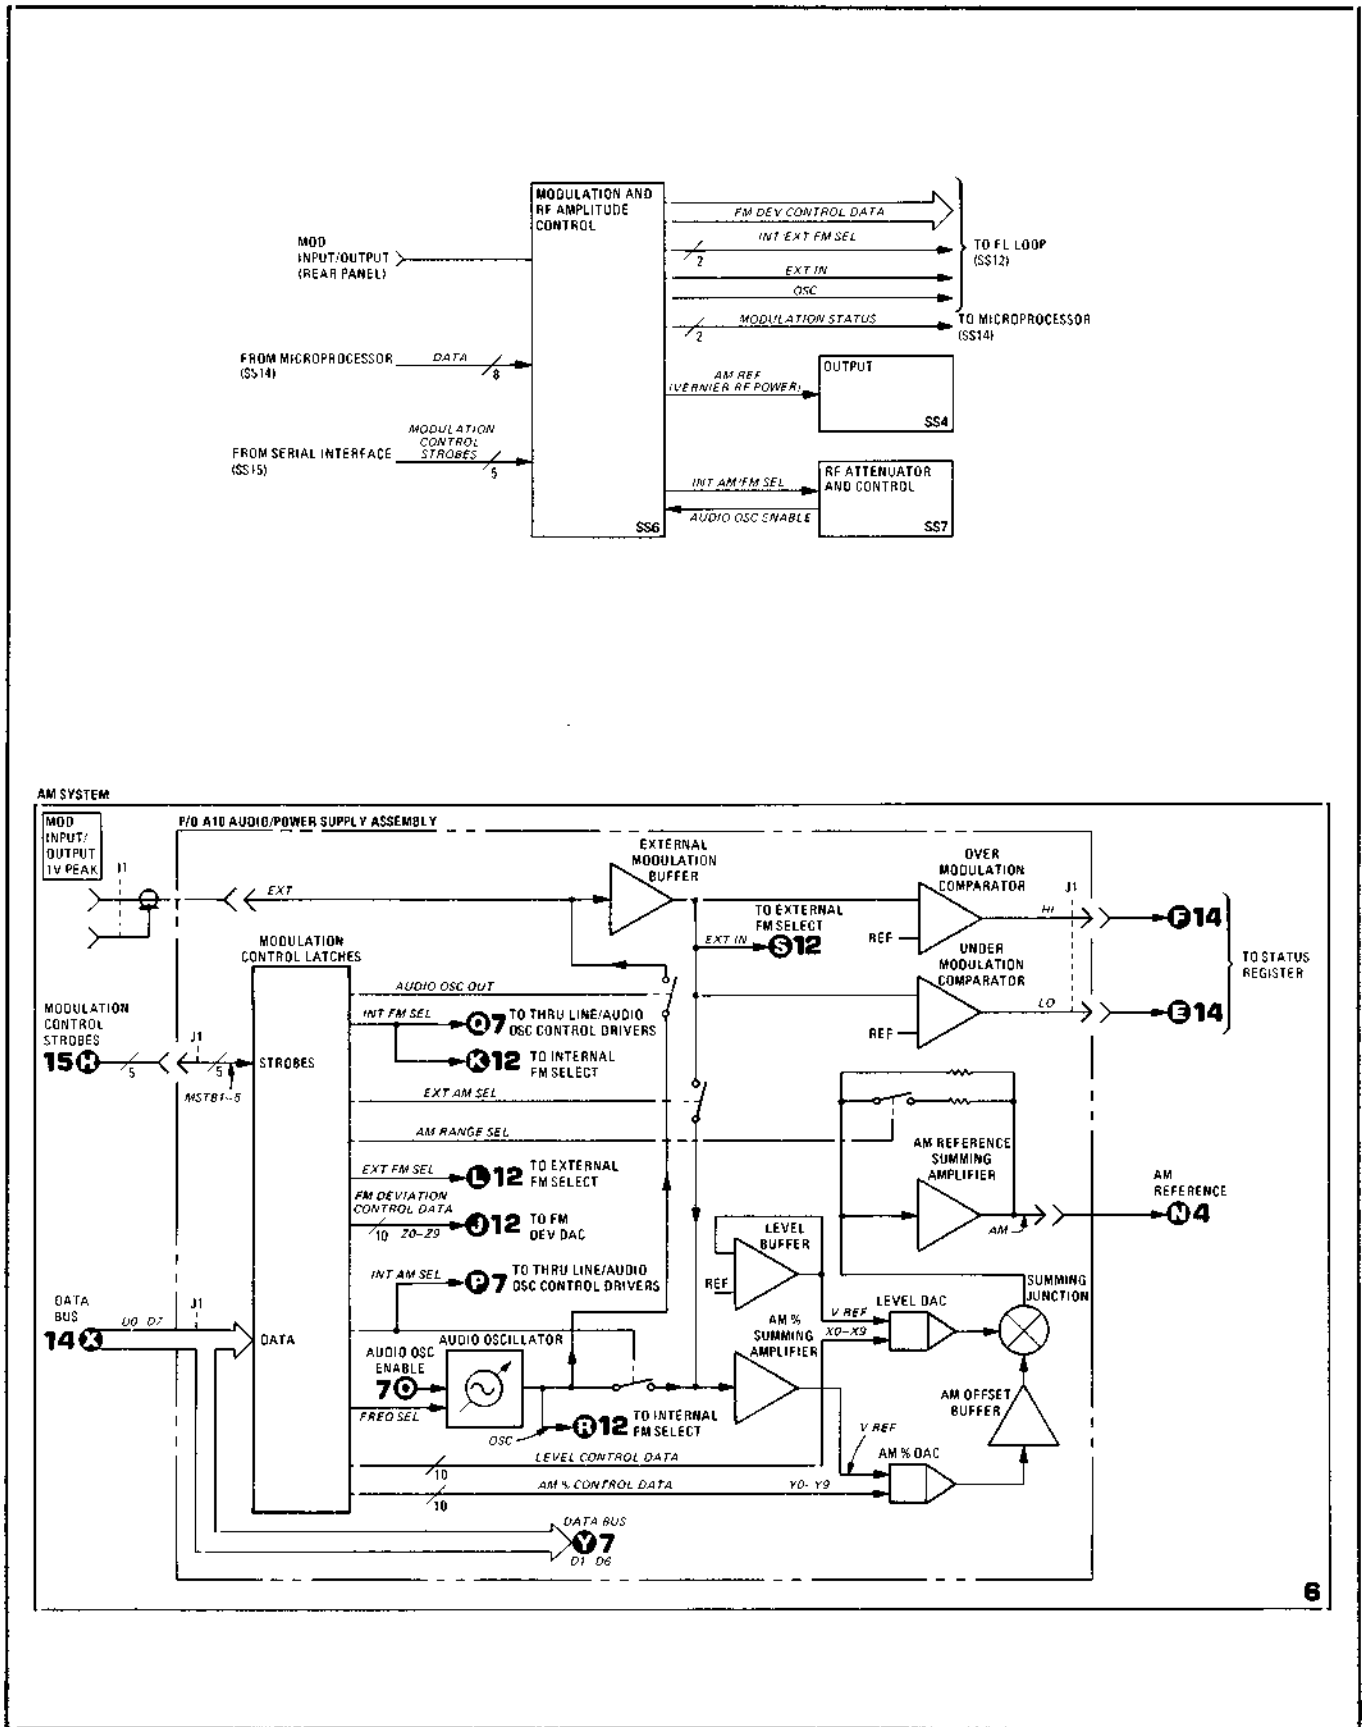 MODULATION AND
RF AMPLITUDE
CONTROL
FM DEV CONTROL DATA
INT/EXT FM SEL
2
EXT IN
OSC
TO FL LOOP
(SS12)
MOD
INPUT/OUTPUT
(REAR PANEL)
MODULATION STATUS
2
TO MICROPROCESSOR
(SS14)
FROM MICROPROCESSOR
(SS14)
DATA
8
AM REF
(VERNIER RF POWER)
OUTPUT
SS4
FROM SERIAL INTERFACE
(SS15)
MODULATION
CONTROL
STROBES
5
INT AM/FM SEL
AUDIO OSC ENABLE
RF ATTENUATOR
AND CONTROL
SS7
SS6
AM SYSTEM
MOD
INPUT/
OUTPUT
1V PEAK
J1
P/O A10 AUDIO/POWER SUPPLY ASSEMBLY
EXT
EXTERNAL
MODULATION
BUFFER
OVER
MODULATION
COMPARATOR
J1
HI
F14
REF
TO EXTERNAL
FM SELECT
EXT IN
S12
UNDER
MODULATION
COMPARATOR
LO
E14
REF
TO STATUS
REGISTER
MODULATION
CONTROL LATCHES
AUDIO OSC OUT
INT FM SEL
Q7 TO THRU LINE/AUDIO
OSC CONTROL DRIVERS
K12 TO INTERNAL
FM SELECT
MODULATION
CONTROL
STROBES
15H
5
J1
5
STROBES
MSTB1-5
EXT AM SEL
AM RANGE SEL
AM REFERENCE
SUMMING
AMPLIFIER
EXT FM SEL
L12 TO EXTERNAL
FM SELECT
FM DEVIATION
CONTROL DATA
10 Z0-Z9
J12 TO FM
DEV DAC
AM
REFERENCE
AM
N4
LEVEL
BUFFER
REF
INT AM SEL
P7 TO THRU LINE/AUDIO
OSC CONTROL DRIVERS
SUMMING
JUNCTION
DATA
BUS
14X
D0 D7
J1
DATA
AUDIO OSCILLATOR
AUDIO OSC
ENABLE
7O
FREQ SEL
OSC
R12 TO INTERNAL
FM SELECT
AM %
SUMMING
AMPLIFIER
V REF
X0-X9
LEVEL DAC
AM OFFSET
BUFFER
LEVEL CONTROL DATA
10
V REF
AM % DAC
AM % CONTROL DATA
10
Y0-Y9
DATA BUS
Y7
D1 D6
6